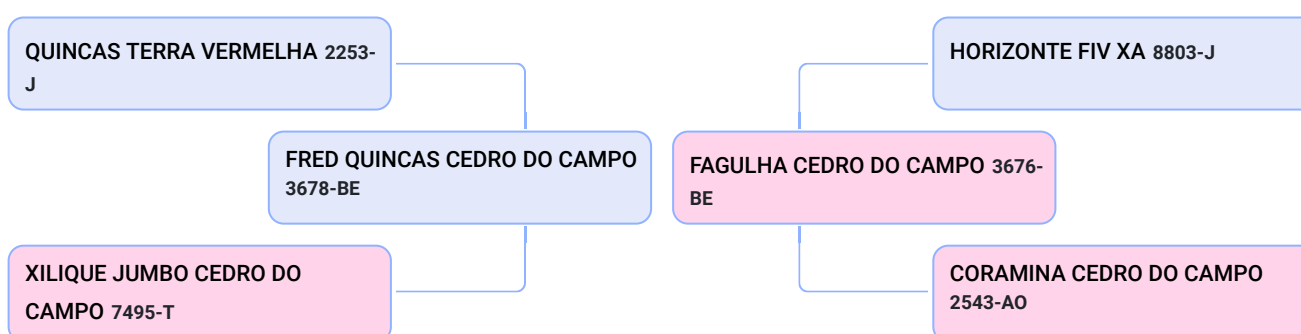 QUINCAS TERRA VERMELHA 2253-
J
HORIZONTE FIV XA 8803-J
FRED QUINCAS CEDRO DO CAMPO
3678-BE
FAGULHA CEDRO DO CAMPO 3676-
BE
XILIQUE JUMBO CEDRO DO
CAMPO 7495-T
CORAMINA CEDRO DO CAMPO
2543-AO